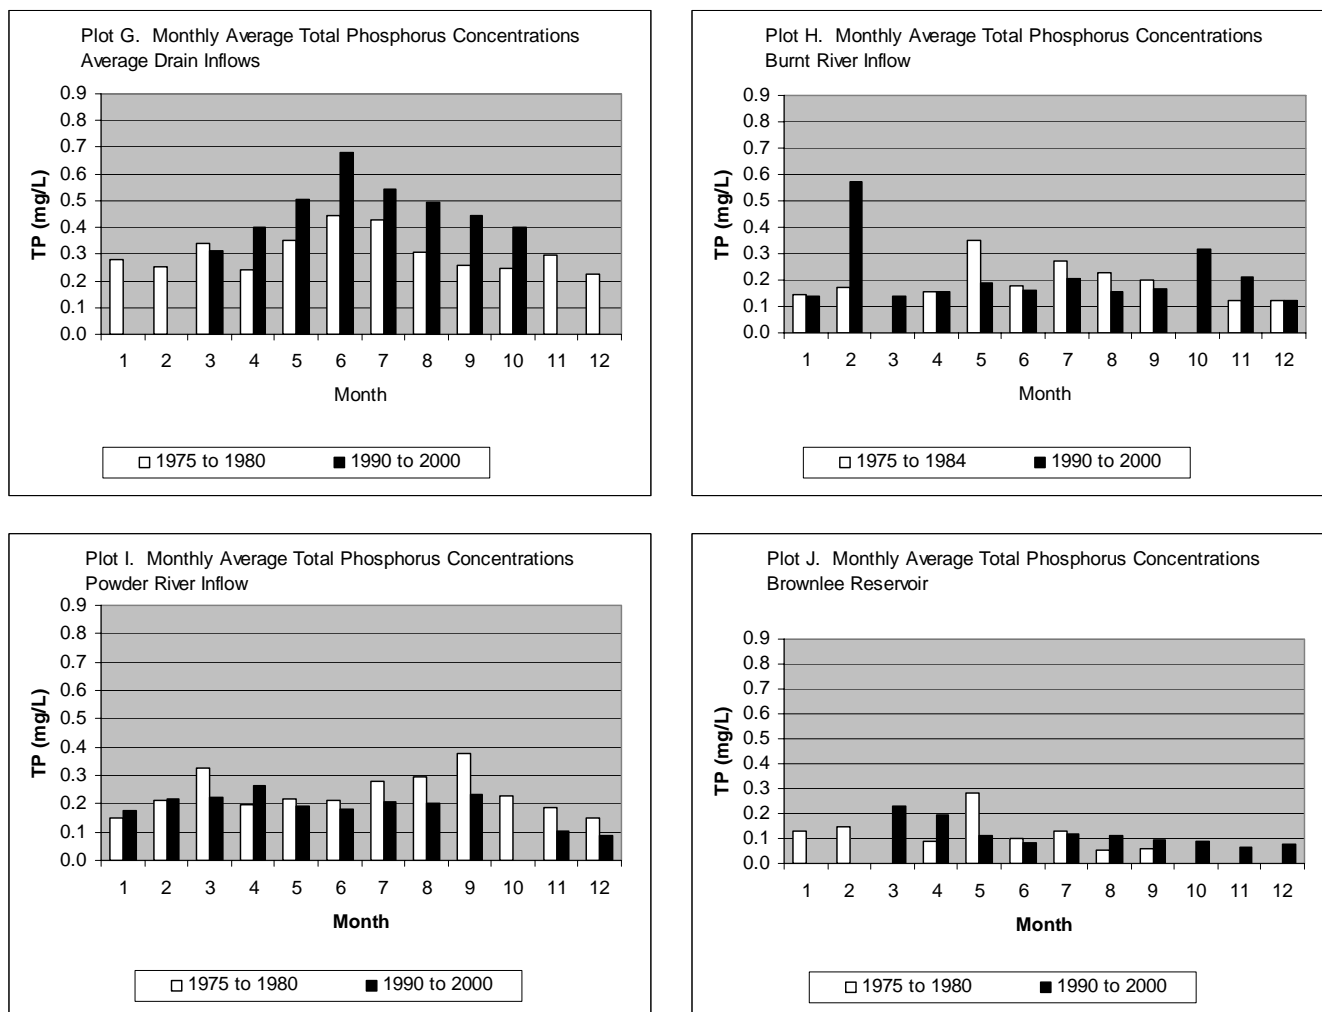 Plot G. Monthly Average Total Phosphorus Concentrations
Average Drain Inflows
0.9
0.8
0.7
0.6
0.5
0.4
0.3
0.2
0.1
0.0
TP (mg/L)
1 2 3 4 5 6 7 8 9 10 11 12
Month
1975 to 1980 1990 to 2000
Plot H. Monthly Average Total Phosphorus Concentrations
Burnt River Inflow
0.9
0.8
0.7
0.6
0.5
0.4
0.3
0.2
0.1
0.0
TP (mg/L)
1 2 3 4 5 6 7 8 9 10 11 12
Month
1975 to 1984 1990 to 2000
Plot I. Monthly Average Total Phosphorus Concentrations
Powder River Inflow
0.9
0.8
0.7
0.6
0.5
0.4
0.3
0.2
0.1
0.0
TP (mg/L)
1 2 3 4 5 6 7 8 9 10 11 12
Month
1975 to 1980 1990 to 2000
Plot J. Monthly Average Total Phosphorus Concentrations
Brownlee Reservoir
0.9
0.8
0.7
0.6
0.5
0.4
0.3
0.2
0.1
0.0
TP (mg/L)
1 2 3 4 5 6 7 8 9 10 11 12
Month
1975 to 1980 1990 to 2000